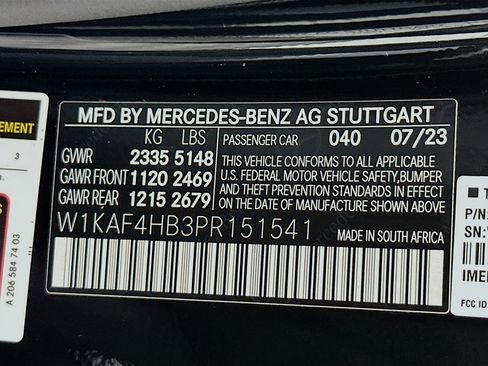 MFD BY MERCEDES-BENZ AG STUTTGART
KG LBS
GWR 2335 5148
GAWR FRONT 1120 2469
GAWR REAR 1215 2679
PASSENGER CAR 040 07/23
THIS VEHICLE CONFORMS TO ALL APPLICABLE
U.S. FEDERAL MOTOR VEHICLE SAFETY,BUMPER
AND THEFT PREVENTION STANDARDS IN EFFECT
ON THE DATE OF MANUFACTURE SHOWN ABOVE
W1KAF4HB3PR151541 MADE IN SOUTH AFRICA
EMENT
3
A 206 584 74 03
P/N:
SN:
IMEI
FCC ID